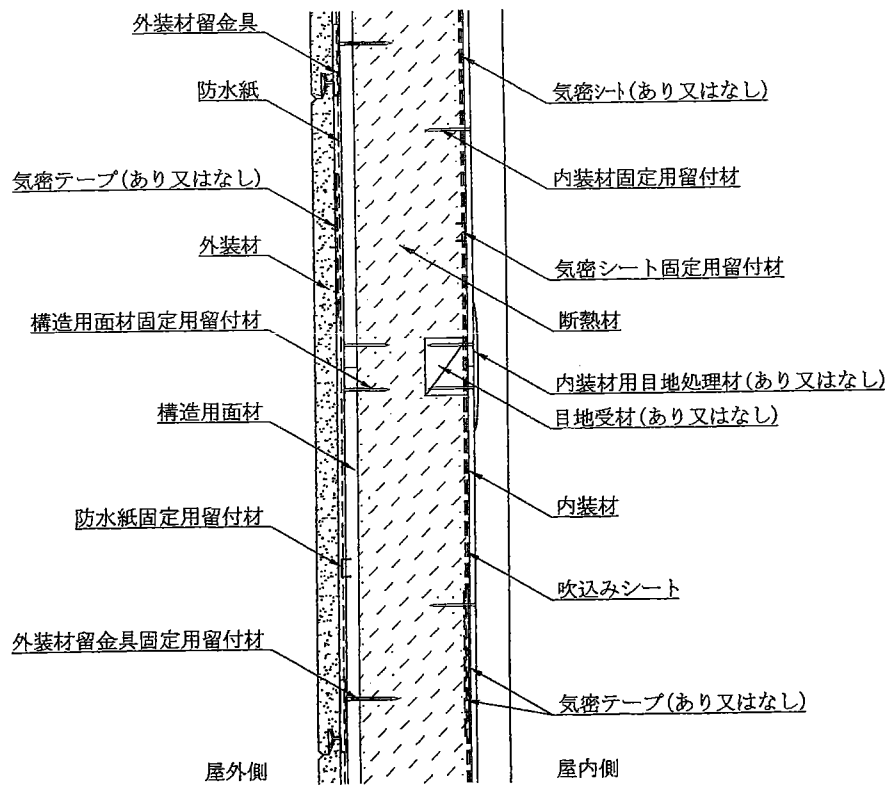 外装材留金具
防水紙
気密テープ(あり又はなし)
外装材
構造用面材固定用留付材
構造用面材
防水紙固定用留付材
外装材留金具固定用留付材
屋外側
気密シート(あり又はなし)
内装材固定用留付材
気密シート固定用留付材
断熱材
内装材用目地処理材(あり又はなし)
目地受材(あり又はなし)
内装材
吹込みシート
気密テープ(あり又はなし)
屋内側